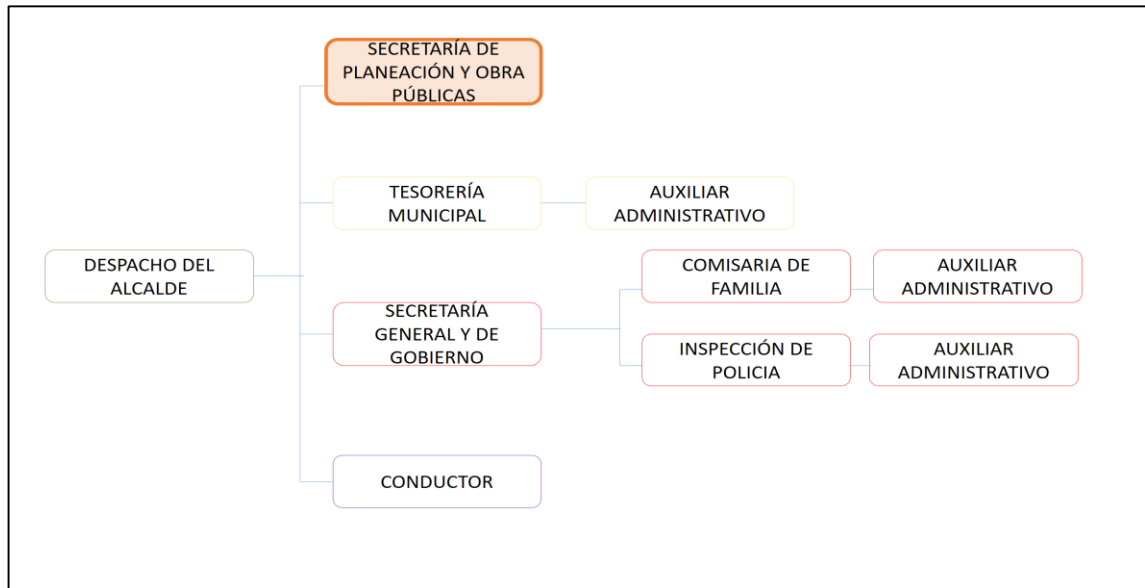 SECRETARÍA DE
PLANEACIÓN Y OBRA
PÚBLICAS
TESORERÍA
MUNICIPAL
AUXILIAR
ADMINISTRATIVO
DESPACHO DEL
ALCALDE
COMISARIA DE
FAMILIA
AUXILIAR
ADMINISTRATIVO
SECRETARÍA
GENERAL Y DE
GOBIERNO
INSPECCIÓN DE
POLICIA
AUXILIAR
ADMINISTRATIVO
CONDUCTOR